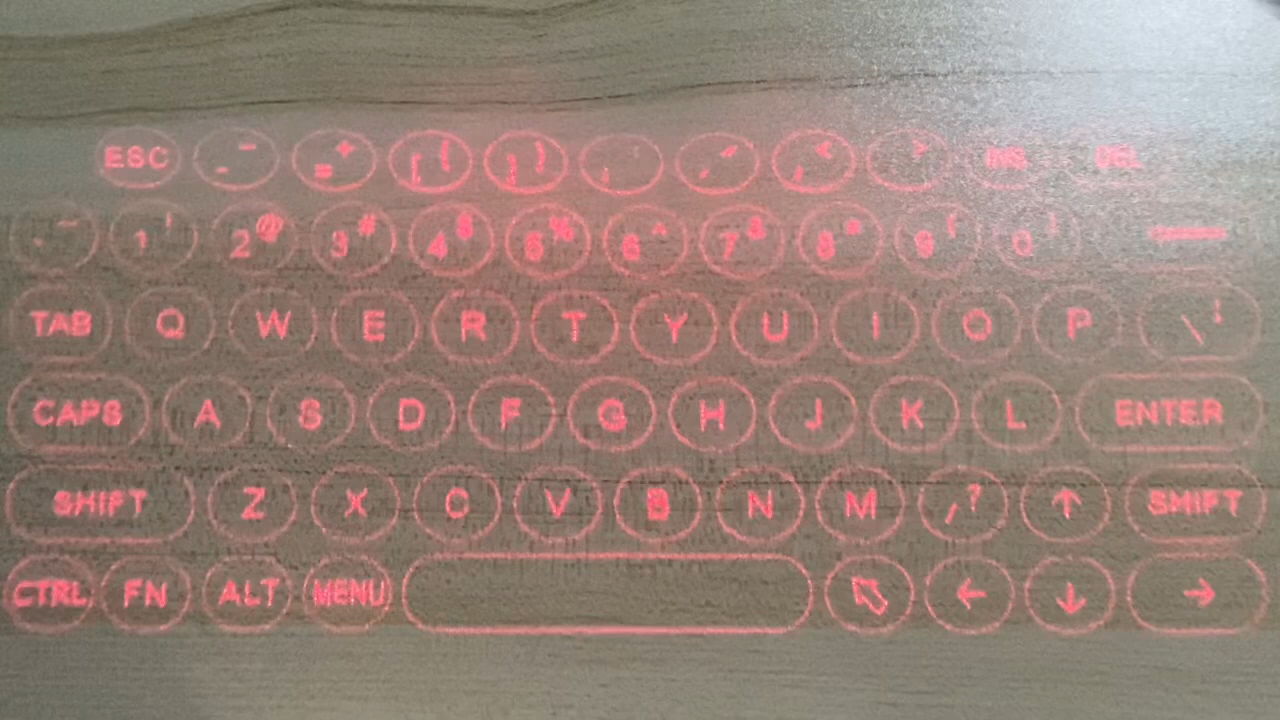 ESC - _ = + [ { ] } ; ' , < > INS DEL
1 ! 2 @ 3 # 4 $ 5 % 6 ^ 7 & 8 * 9 ( 0 )
TAB Q W E R T Y U I O P \
CAPS A S D F G H J K L ENTER
SHIFT Z X C V B N M / ? ↑ SHIFT
CTRL FN ALT MENU ← ↓ →